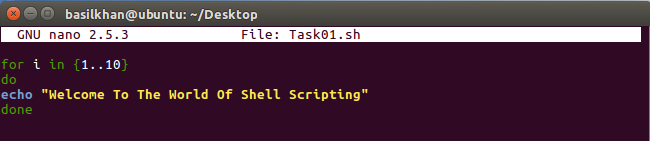 basilkhan@ubuntu: ~/Desktop
GNU nano 2.5.3 File: Task01.sh
for i in {1..10}
do
echo "Welcome To The World Of Shell Scripting"
done